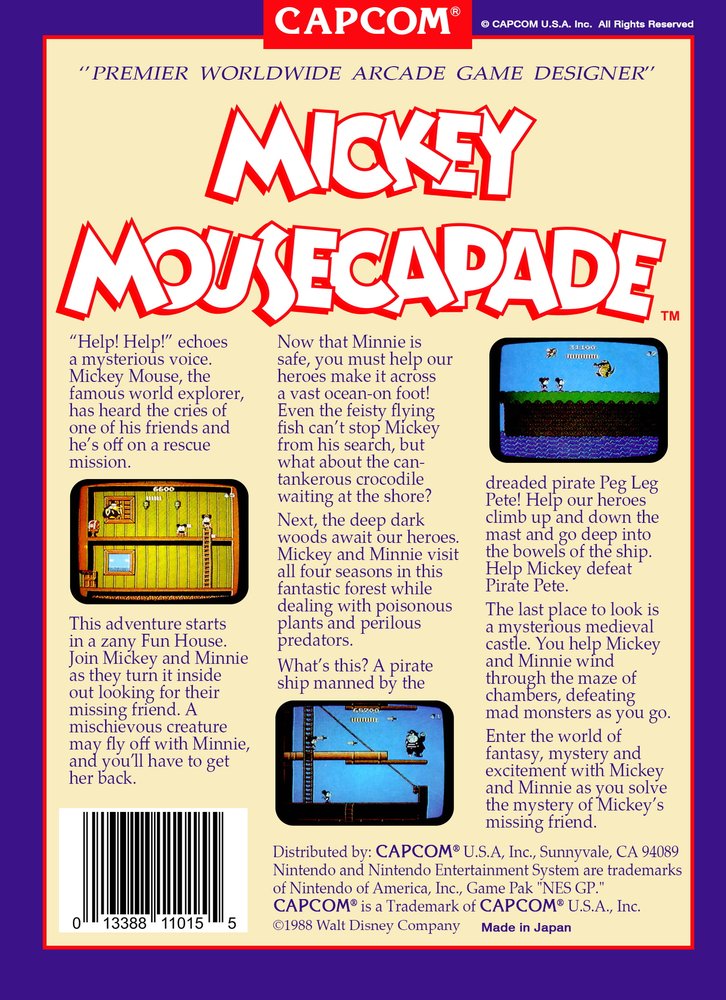 CAPCOM®
© CAPCOM U.S.A. Inc. All Rights Reserved
"PREMIER WORLDWIDE ARCADE GAME DESIGNER"
MICKEY
MOUSECAPADE ™
“Help! Help!” echoes
a mysterious voice.
Mickey Mouse, the
famous world explorer,
has heard the cries of
one of his friends and
he’s off on a rescue
mission.
6600
This adventure starts
in a zany Fun House.
Join Mickey and Minnie
as they turn it inside
out looking for their
missing friend. A
mischievous creature
may fly off with Minnie,
and you’ll have to get
her back.
Now that Minnie is
safe, you must help our
heroes make it across
a vast ocean-on foot!
Even the feisty flying
fish can’t stop Mickey
from his search, but
what about the can-
tankerous crocodile
waiting at the shore?
Next, the deep dark
woods await our heroes.
Mickey and Minnie visit
all four seasons in this
fantastic forest while
dealing with poisonous
plants and perilous
predators.
What’s this? A pirate
ship manned by the
31100
dreaded pirate Peg Leg
Pete! Help our heroes
climb up and down the
mast and go deep into
the bowels of the ship.
Help Mickey defeat
Pirate Pete.
The last place to look is
a mysterious medieval
castle. You help Mickey
and Minnie wind
through the maze of
chambers, defeating
mad monsters as you go.
Enter the world of
fantasy, mystery and
excitement with Mickey
and Minnie as you solve
the mystery of Mickey’s
missing friend.
0 13388 11015 5
Distributed by: CAPCOM® U.S.A, Inc., Sunnyvale, CA 94089
Nintendo and Nintendo Entertainment System are trademarks
of Nintendo of America, Inc., Game Pak "NES GP."
CAPCOM® is a Trademark of CAPCOM® U.S.A., Inc.
©1988 Walt Disney Company Made in Japan